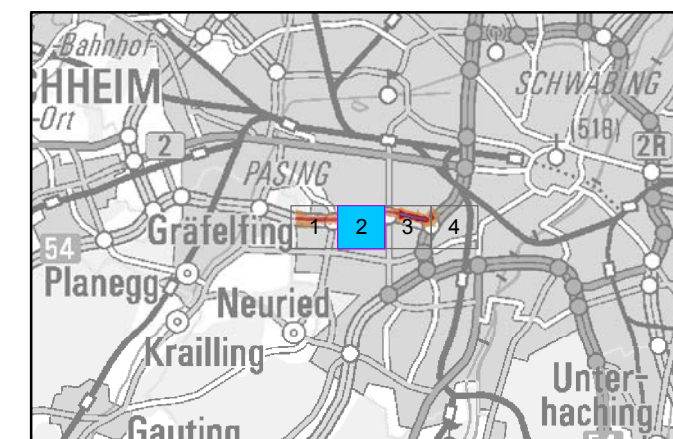 Bahnhof-
HHEIM
-Ort
SCHWABING
(518)
2
2R
PASING
54
Gräfelfing
1
2
3
4
Planegg
Neuried
Krailling
Unter-
haching
Gauting